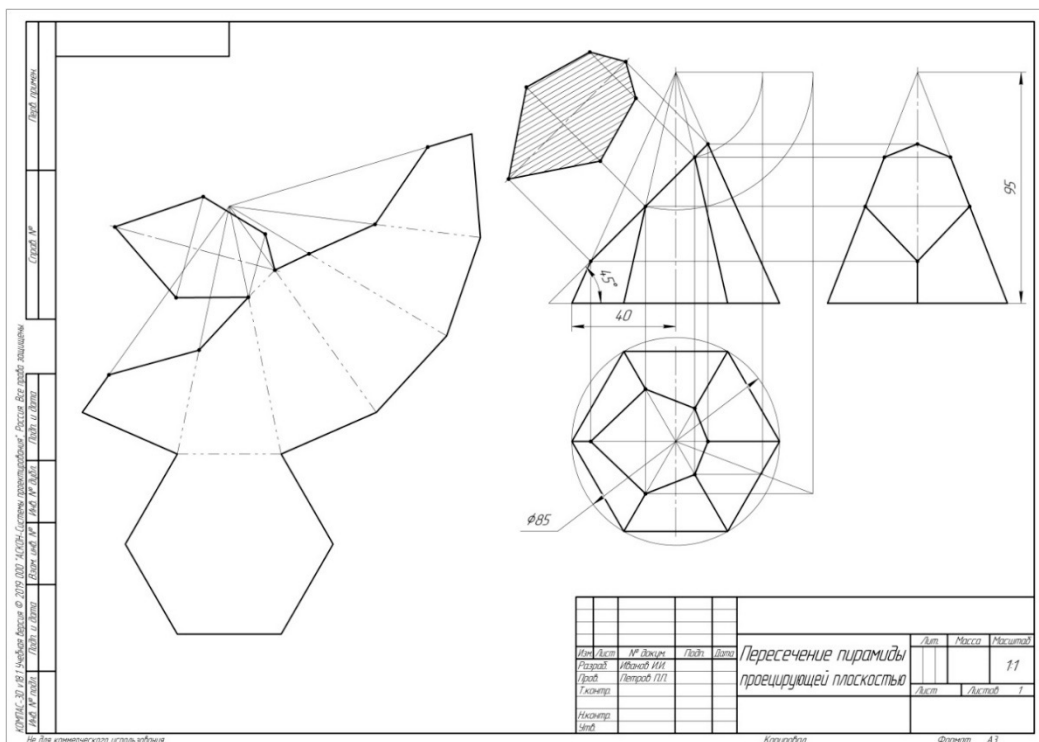 Перв. примен.
Справ. №
Подп. и дата
Инв. № дубл.
Взам. инв. №
Подп. и дата
Инв. № подл.
КОМПАС-3D v18.1 Учебная версия © 2019 ООО "АСКОН-Системы проектирования", Россия. Все права защищены.
45°
40
95
φ85
Изм. Лист № докум. Подп. Дата
Разраб. Иванов И.И.
Пров. Петров П.П.
Т.контр.
Н.контр.
Утв.
Пересечение пирамиды
проецирующей плоскостью
Лит. Масса Масштаб
1:1
Лист Листов 1
Не для коммерческого использования
Копировал Формат А3